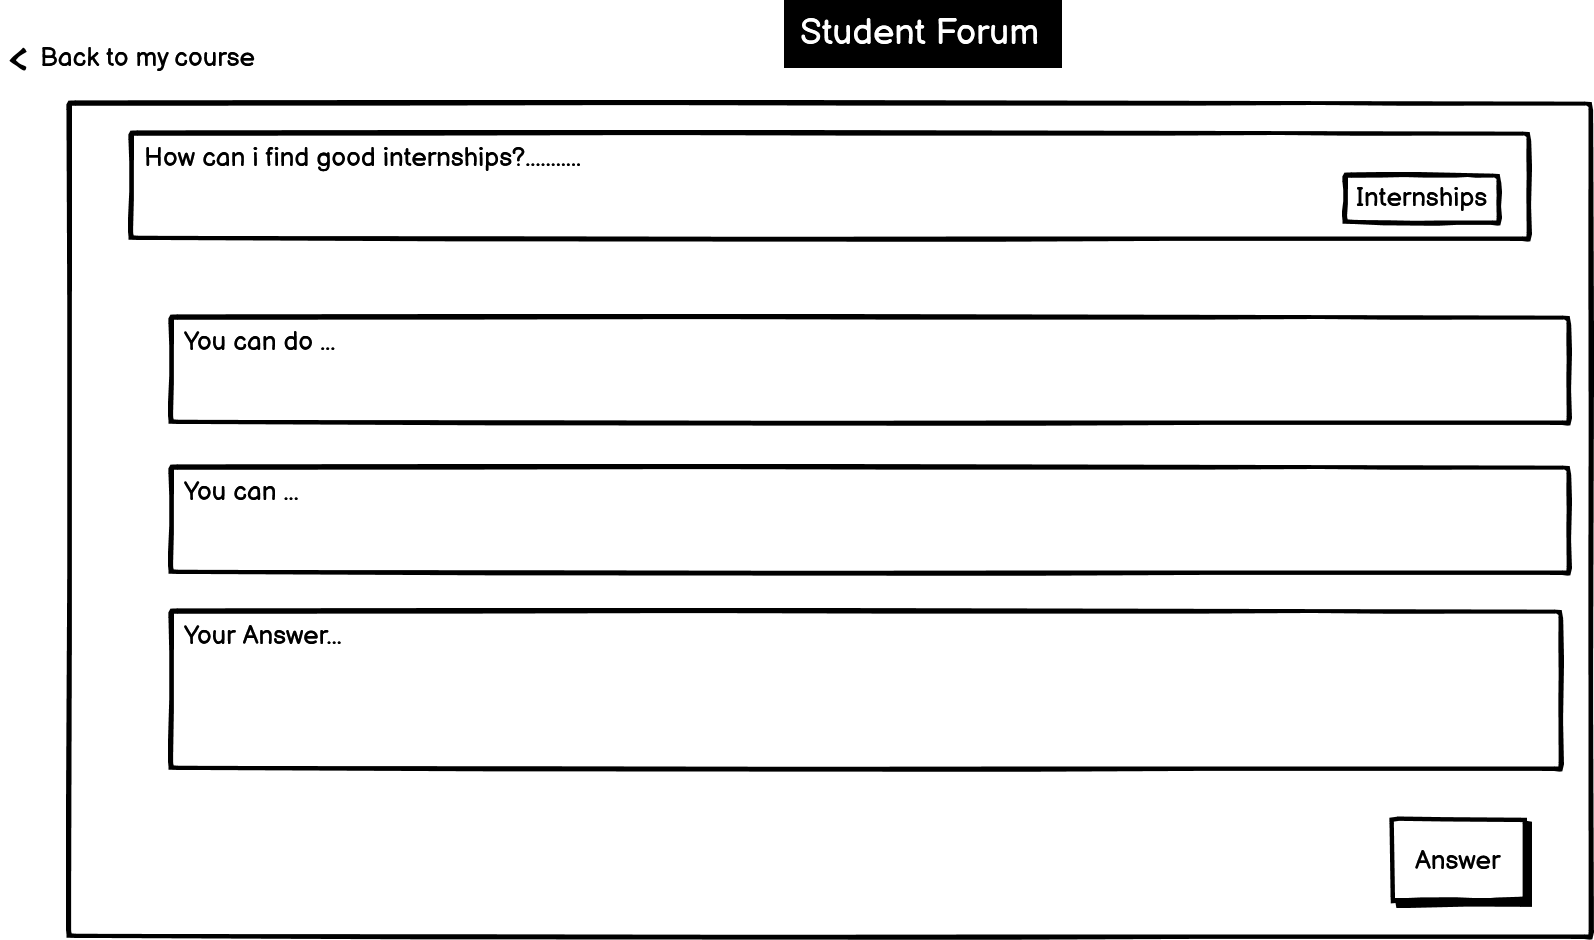 Student Forum
Back to my course
How can i find good internships?...........
Internships
You can do ...
You can ...
Your Answer...
Answer